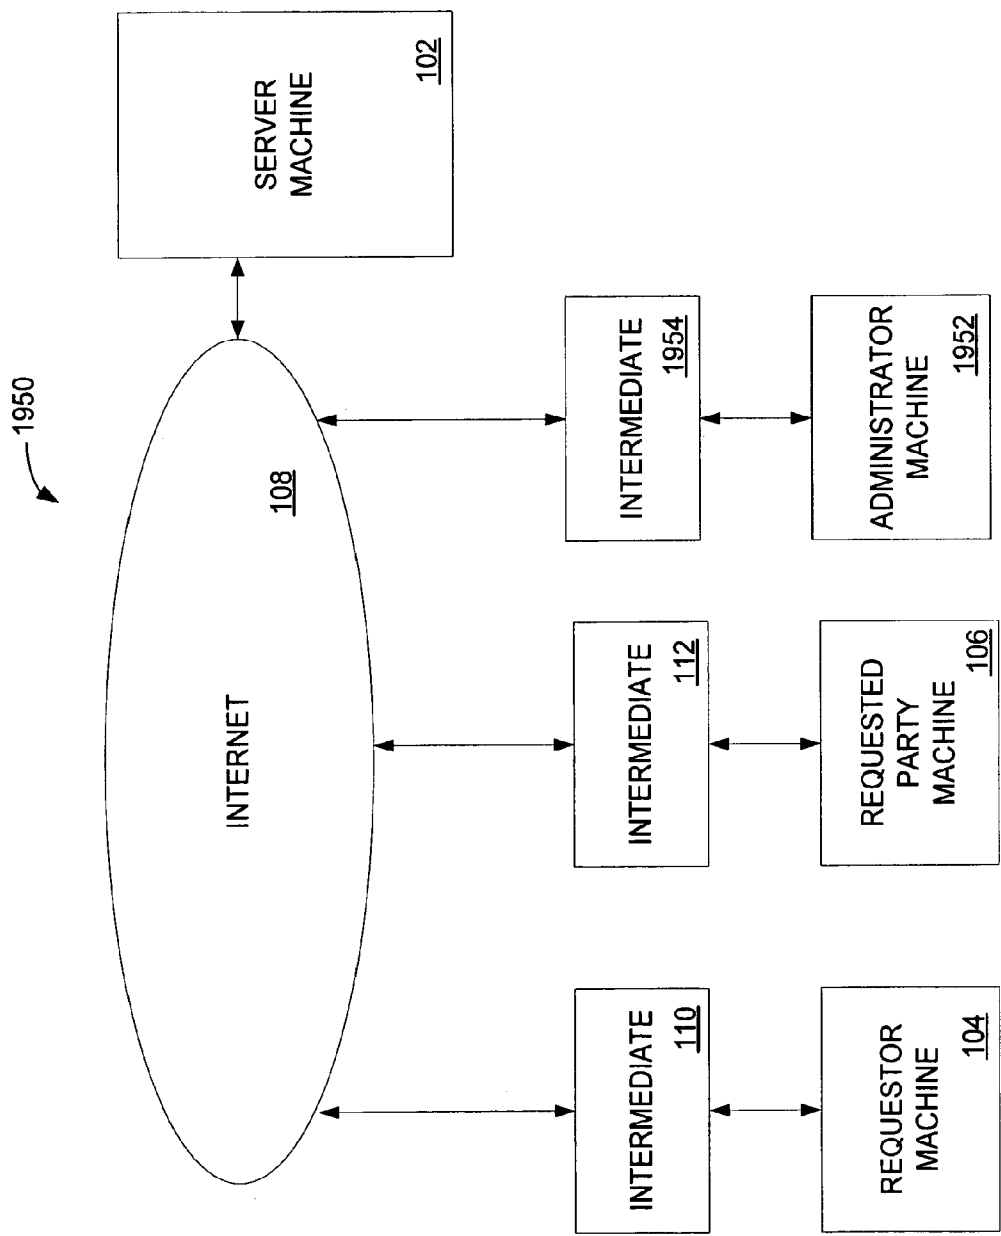 1950
INTERNET
108
SERVER
MACHINE
102
INTERMEDIATE
110
INTERMEDIATE
112
INTERMEDIATE
1954
REQUESTOR
MACHINE
104
REQUESTED
PARTY
MACHINE
106
ADMINISTRATOR
MACHINE
1952